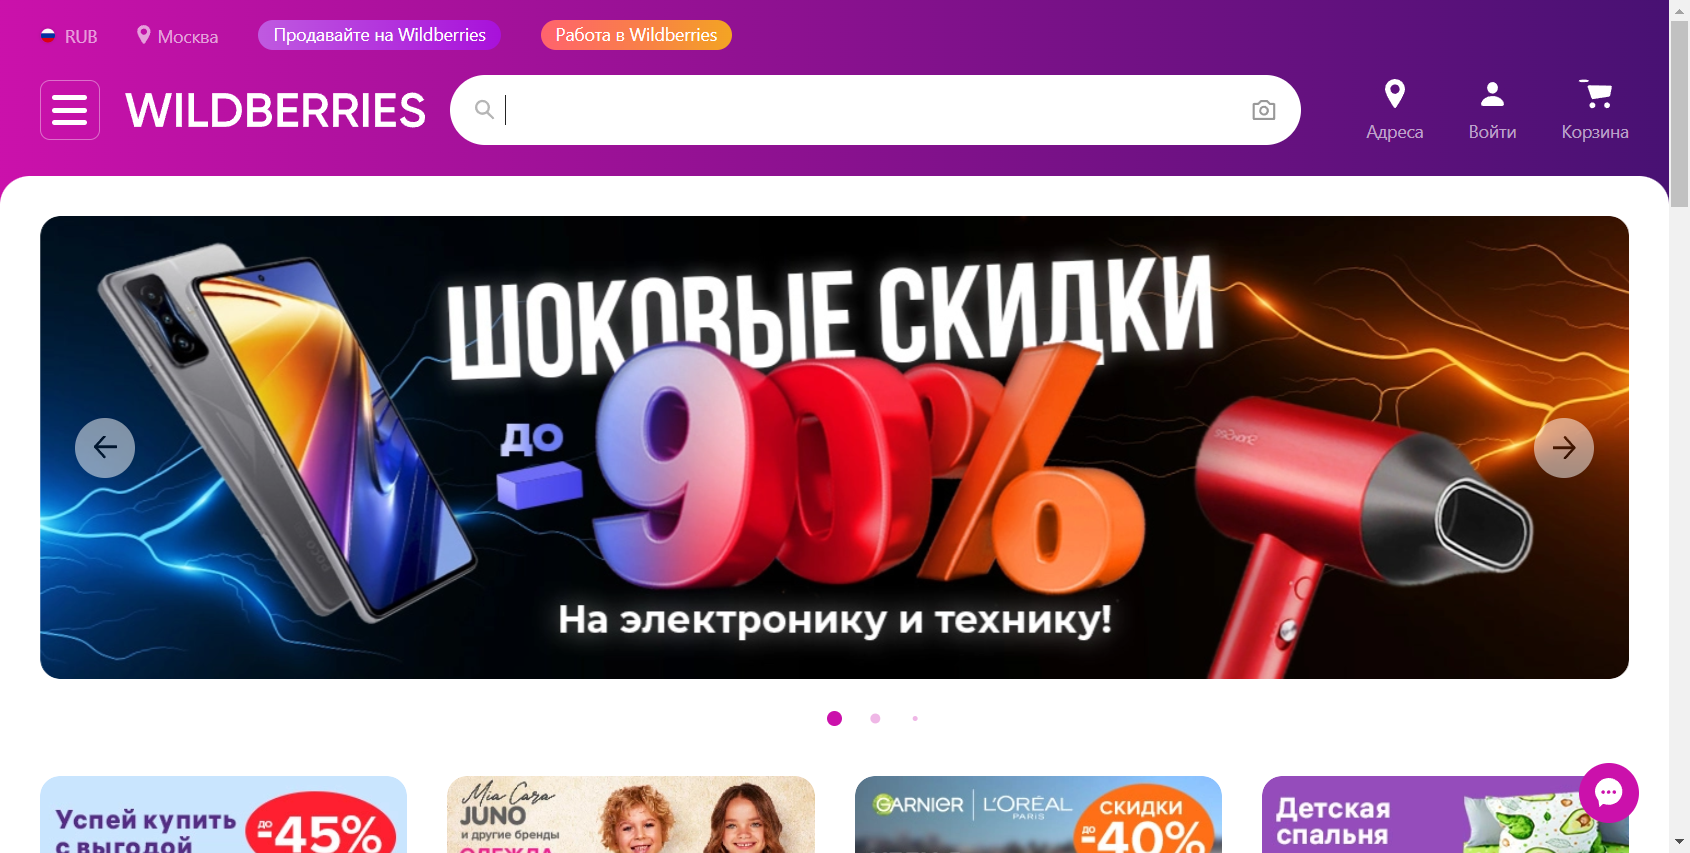 RUB
Москва
Продавайте на Wildberries
Работа в Wildberries
WILDBERRIES
Адреса
Войти
Корзина
ШОКОВЫЕ СКИДКИ
ДО
-90%
На электронику и технику!
Успей купить
с выгодой
ДО
-45%
Mia Cara
JUNO
и другие бренды
ОДЕЖДА
GARNIER
L'ORÉAL
PARIS
СКИДКИ
ДО
-40%
Детская
спальня